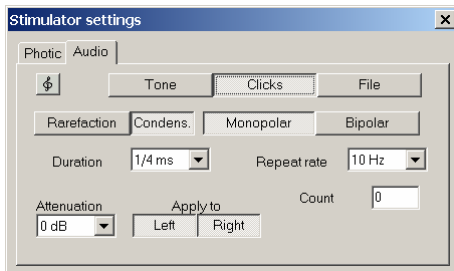 Stimulator settings
Photic Audio
Tone Clicks File
Rarefaction Condens. Monopolar Bipolar
Duration 1/4 ms Repeat rate 10 Hz
Count 0
Attenuation Apply to
0 dB Left Right